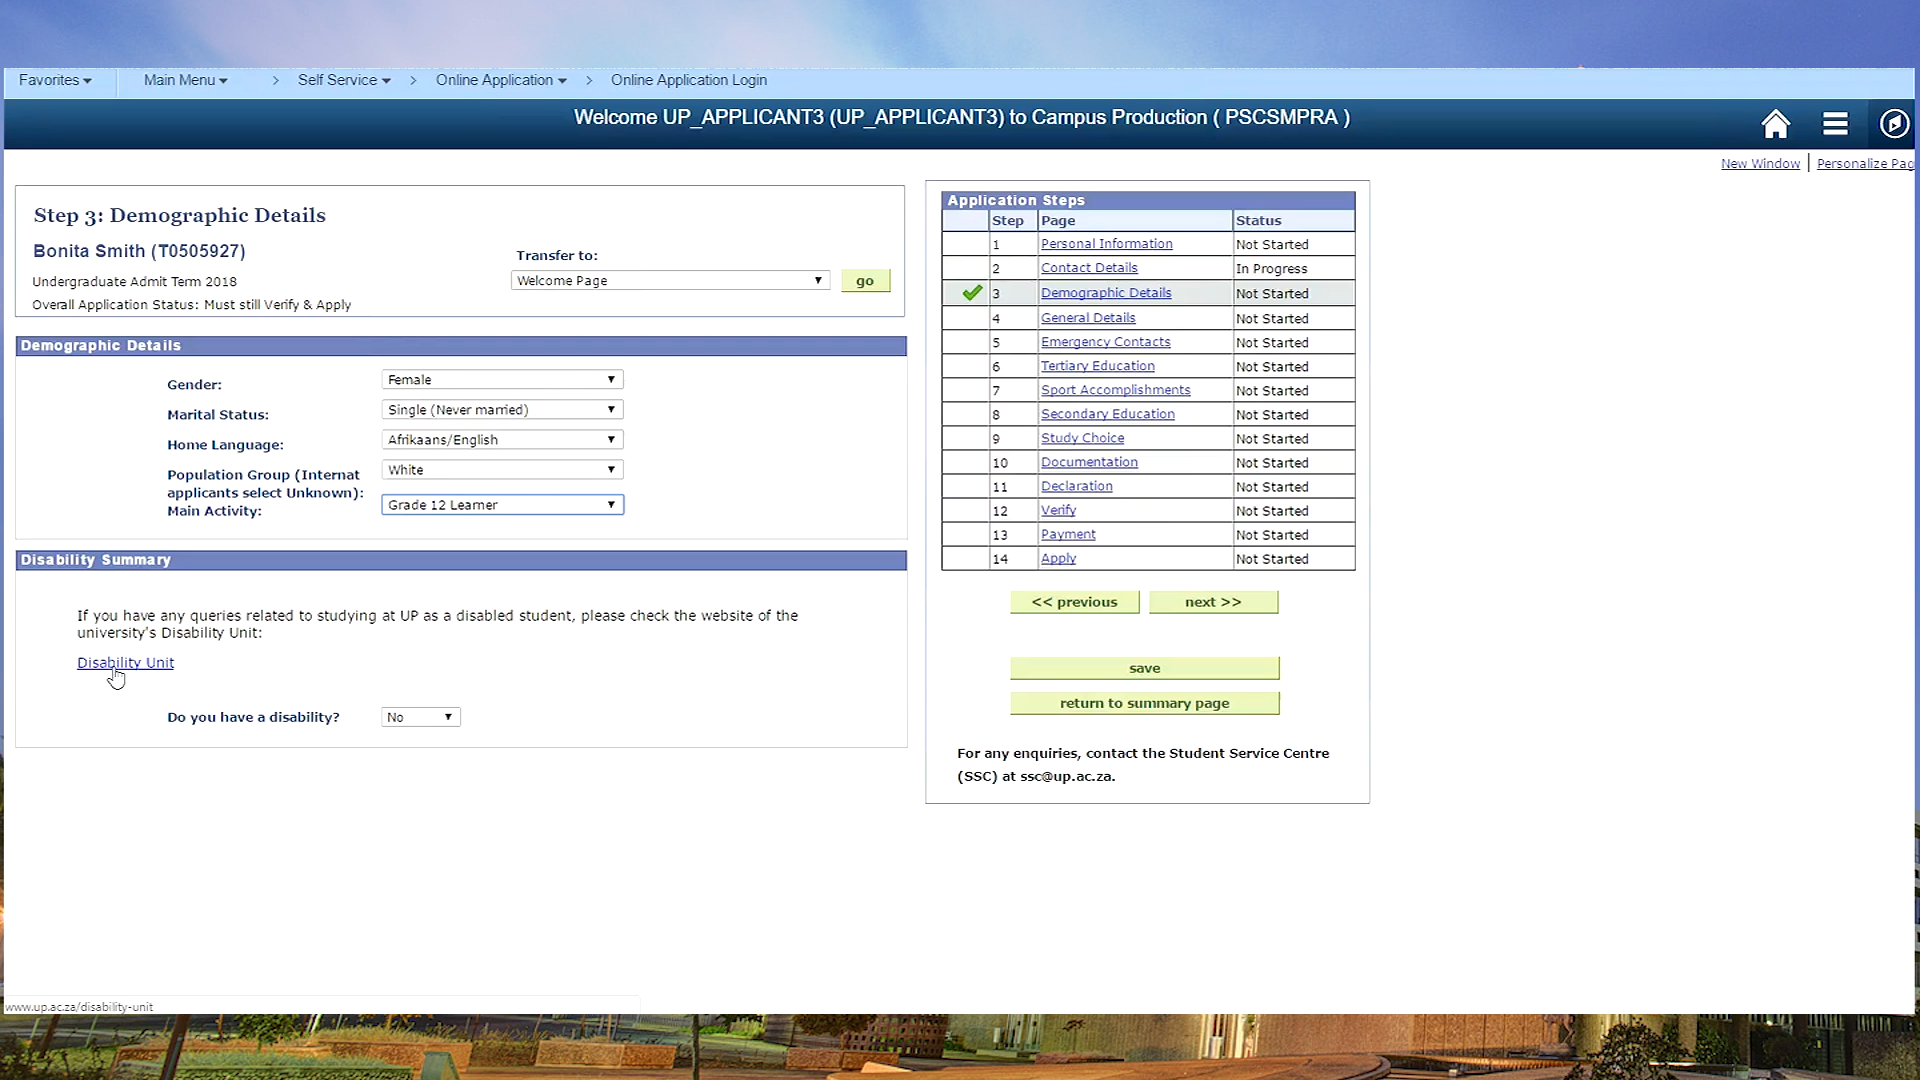 Favorites
Main Menu
>
Self Service
>
Online Application
>
Online Application Login
Welcome UP_APPLICANT3 (UP_APPLICANT3) to Campus Production ( PSCSMPRA )
New Window | Personalize Pag
Step 3: Demographic Details
Bonita Smith (T0505927)
Undergraduate Admit Term 2018
Overall Application Status: Must still Verify & Apply
Transfer to:
Welcome Page
go
Demographic Details
Gender:
Female
Marital Status:
Single (Never married)
Home Language:
Afrikaans/English
Population Group (Internat
applicants select Unknown):
White
Main Activity:
Grade 12 Learner
Disability Summary
If you have any queries related to studying at UP as a disabled student, please check the website of the
university's Disability Unit:
Disability Unit
Do you have a disability?
No
Application Steps
Step Page Status
1 Personal Information Not Started
2 Contact Details In Progress
3 Demographic Details Not Started
4 General Details Not Started
5 Emergency Contacts Not Started
6 Tertiary Education Not Started
7 Sport Accomplishments Not Started
8 Secondary Education Not Started
9 Study Choice Not Started
10 Documentation Not Started
11 Declaration Not Started
12 Verify Not Started
13 Payment Not Started
14 Apply Not Started
<< previous
next >>
save
return to summary page
For any enquiries, contact the Student Service Centre
(SSC) at ssc@up.ac.za.
www.up.ac.za/disability-unit